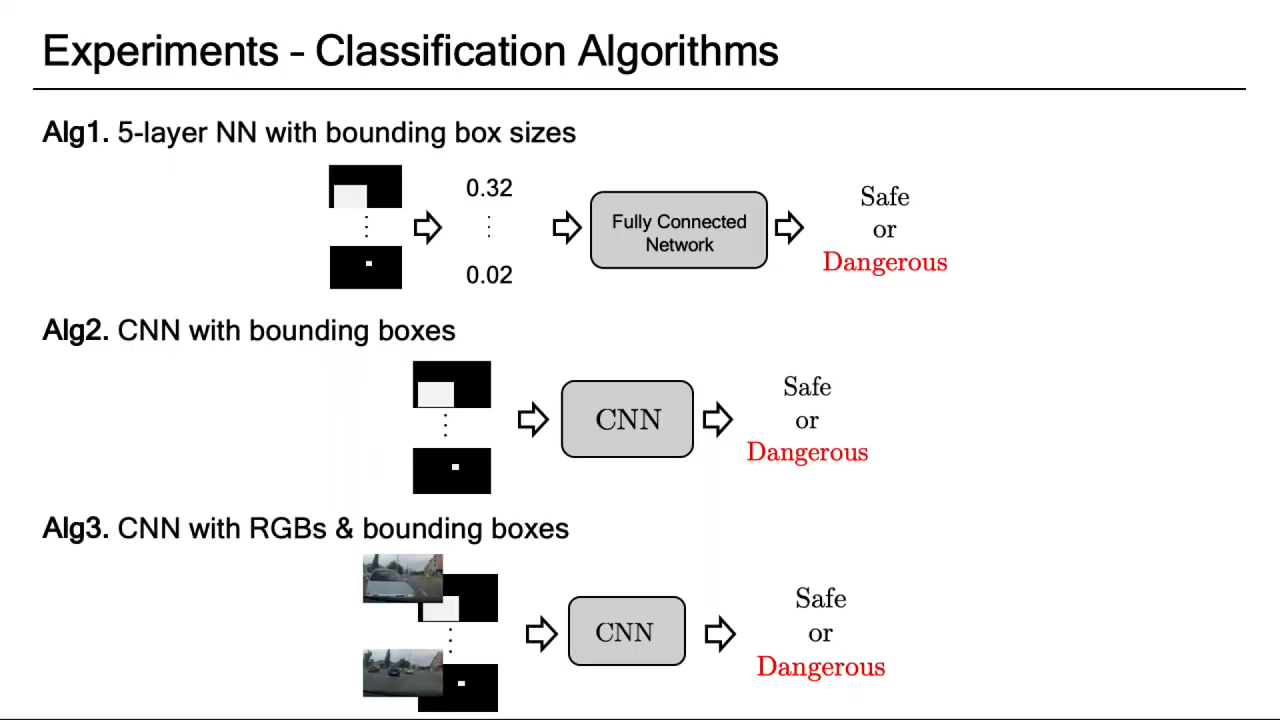 Experiments – Classification Algorithms
Alg1. 5-layer NN with bounding box sizes
0.32
⋮
0.02
Fully Connected
Network
Safe
or
Dangerous
Alg2. CNN with bounding boxes
CNN
Safe
or
Dangerous
Alg3. CNN with RGBs & bounding boxes
CNN
Safe
or
Dangerous